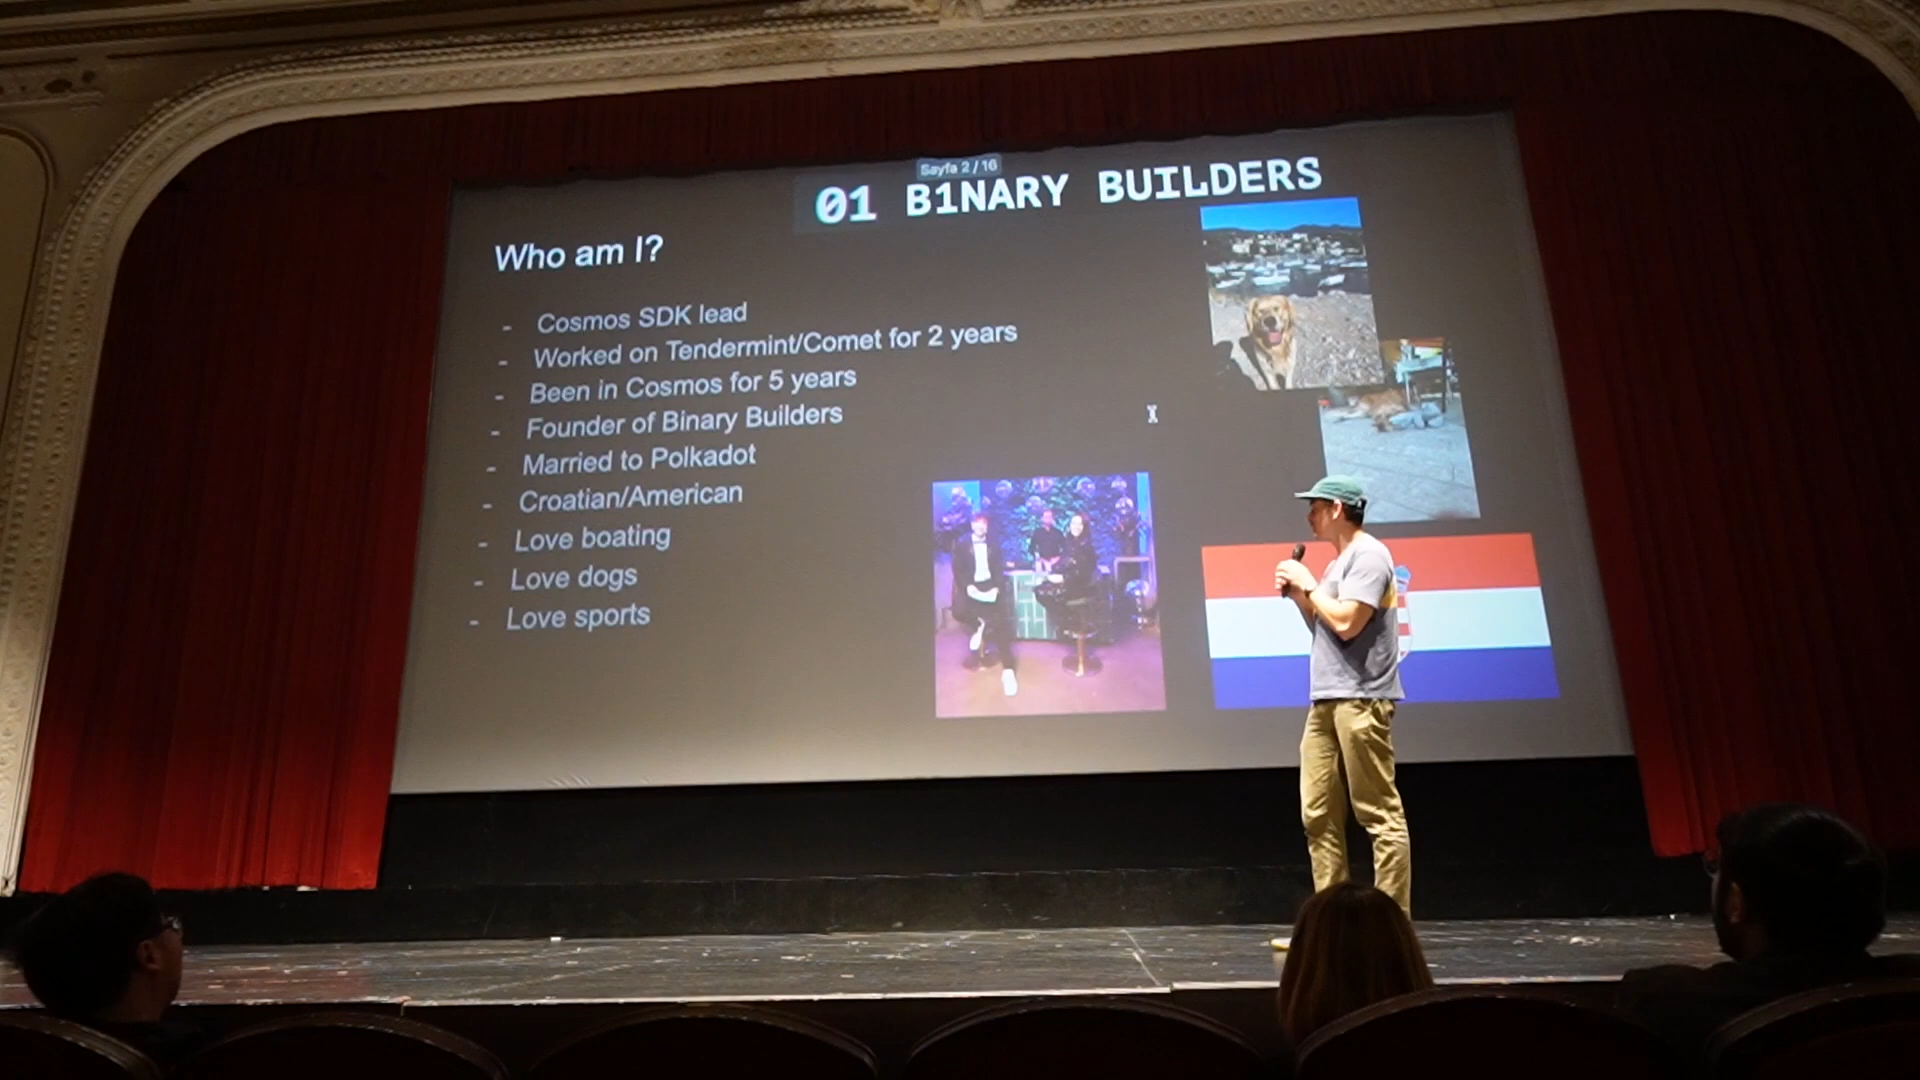 Sayfa 2 / 16
01 B1NARY BUILDERS
Who am I?
- Cosmos SDK lead
- Worked on Tendermint/Comet for 2 years
- Been in Cosmos for 5 years
- Founder of Binary Builders
- Married to Polkadot
- Croatian/American
- Love boating
- Love dogs
- Love sports